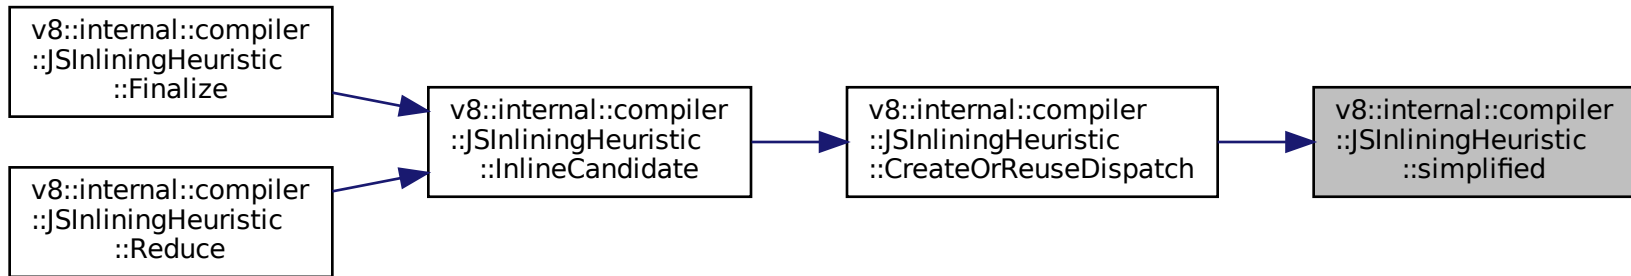 v8::internal::compiler
::JSInliningHeuristic
::Finalize
v8::internal::compiler
::JSInliningHeuristic
::Reduce
v8::internal::compiler
::JSInliningHeuristic
::InlineCandidate
v8::internal::compiler
::JSInliningHeuristic
::CreateOrReuseDispatch
v8::internal::compiler
::JSInliningHeuristic
::simplified